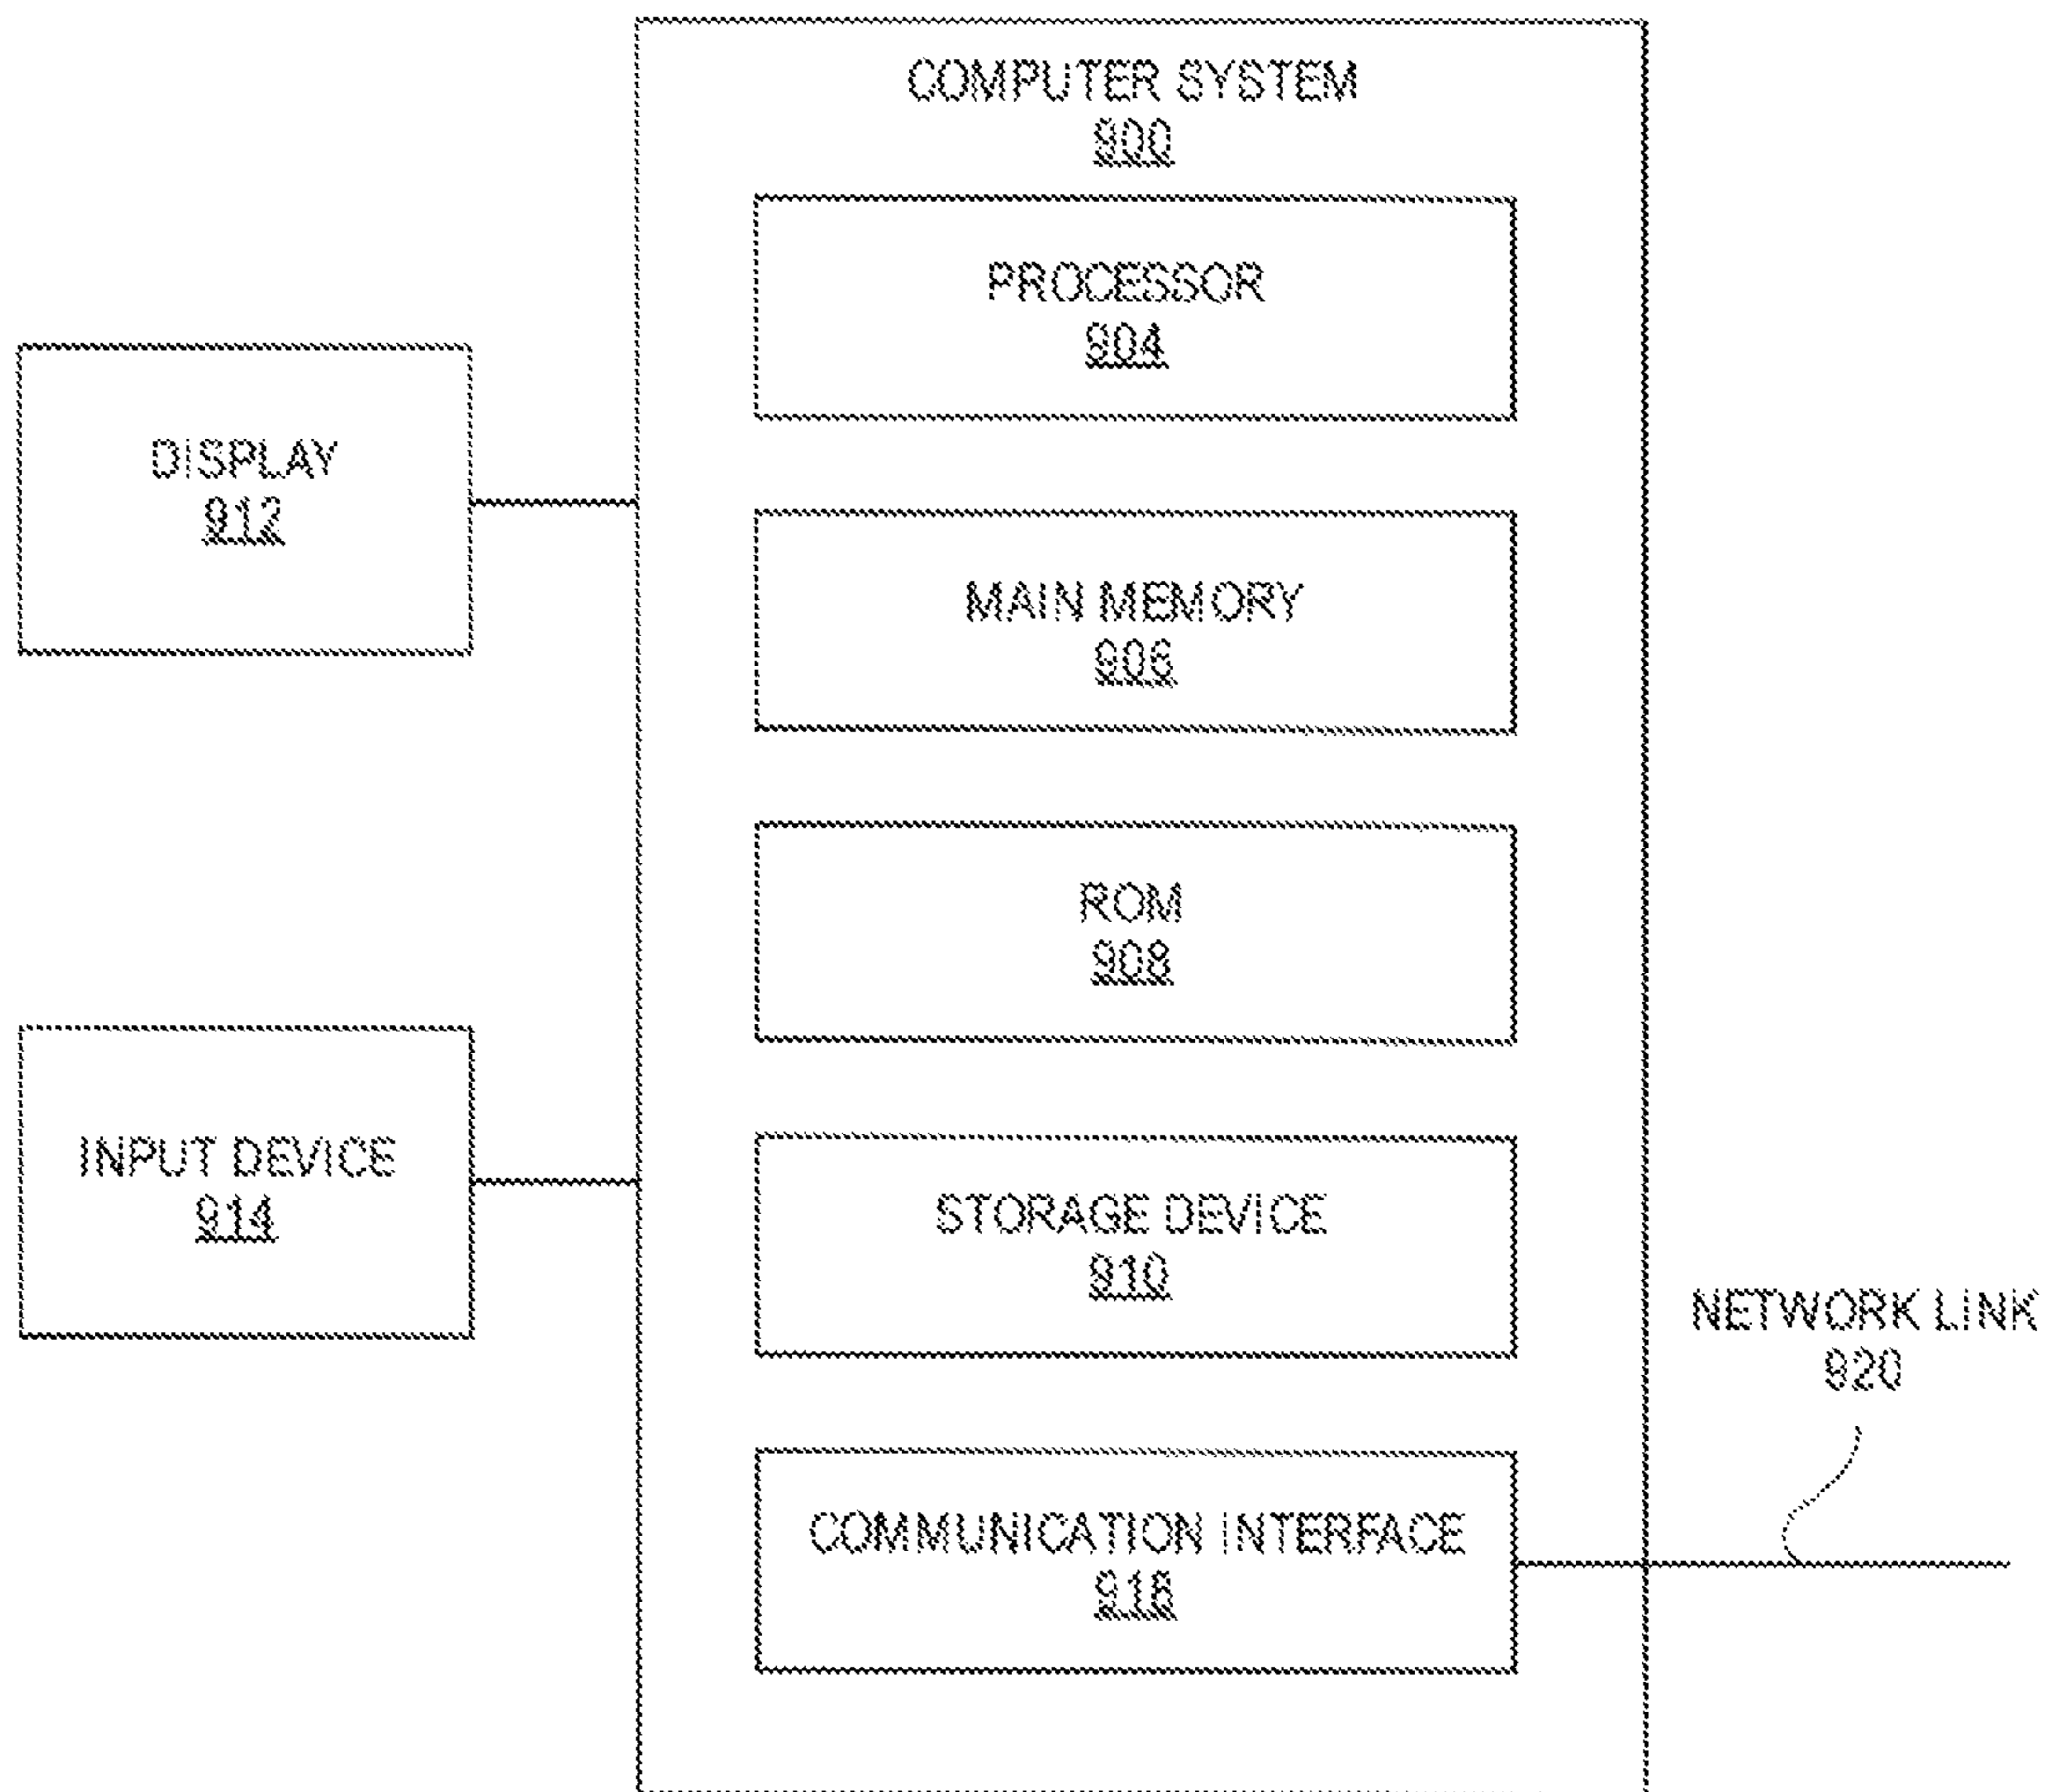 COMPUTER SYSTEM
900
PROCESSOR
904
DISPLAY
912
MAIN MEMORY
906
ROM
908
INPUT DEVICE
914
STORAGE DEVICE
910
NETWORK LINK
920
COMMUNICATION INTERFACE